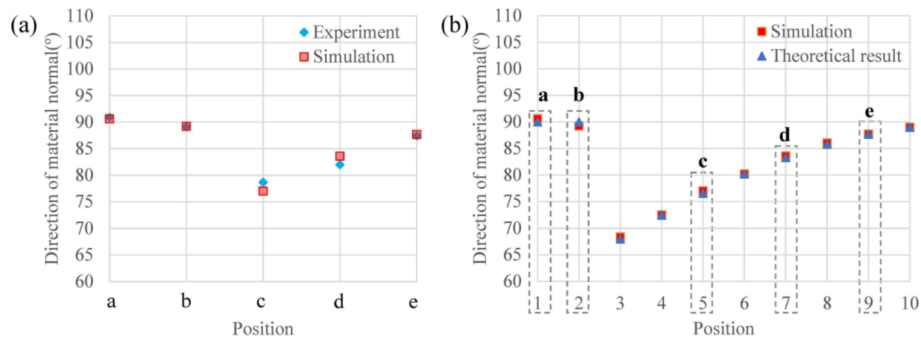 (a)
Direction of material normal(°)
110
105
100
95
90
85
80
75
70
65
60
Experiment
Simulation
a b c d e
Position
(b)
Direction of material normal(°)
110
105
100
95
90
85
80
75
70
65
60
Simulation
Theoretical result
a b c d e
1 2 3 4 5 6 7 8 9 10
Position